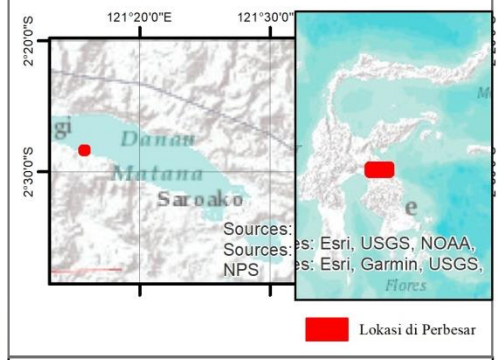 121°20'0"E
121°30'0"E
2°20'0"S
2°30'0"S
gi
Danau
Matana
Saroako
e
Sources:
Sources:
es: Esri, USGS, NOAA,
NPS
es: Esri, Garmin, USGS,
Flores
Lokasi di Perbesar